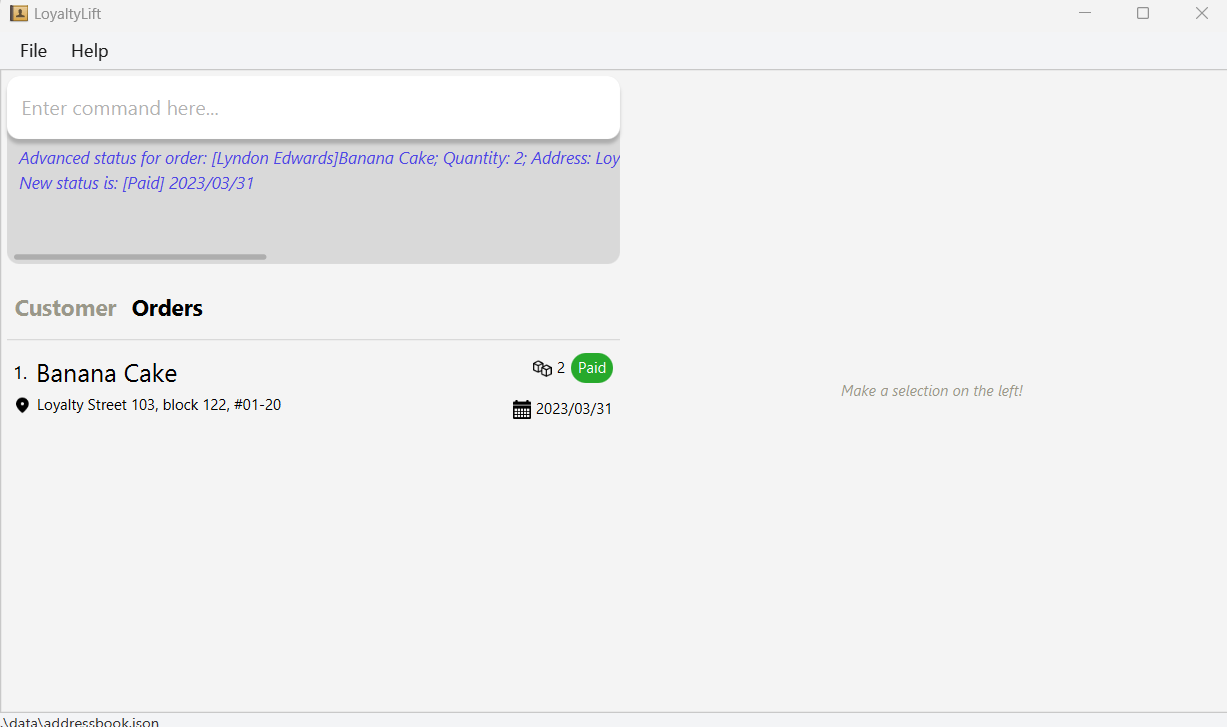 LoyaltyLift
File Help
Enter command here...
Advanced status for order: [Lyndon Edwards]Banana Cake; Quantity: 2; Address: Loy
New status is: [Paid] 2023/03/31
Customer Orders
1. Banana Cake 2 Paid
Loyalty Street 103, block 122, #01-20 2023/03/31
Make a selection on the left!
.\data\addressbook.json